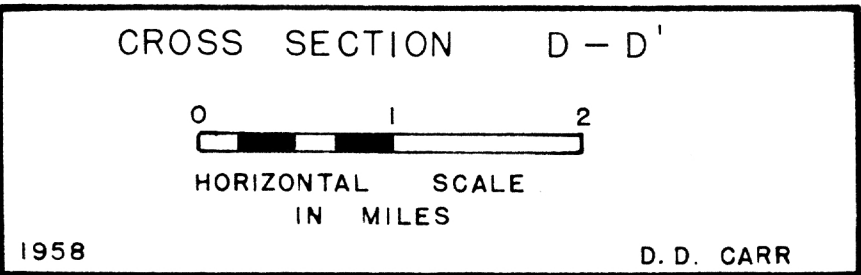 CROSS SECTION D – D'
0 1 2
HORIZONTAL SCALE
IN MILES
1958 D. D. CARR